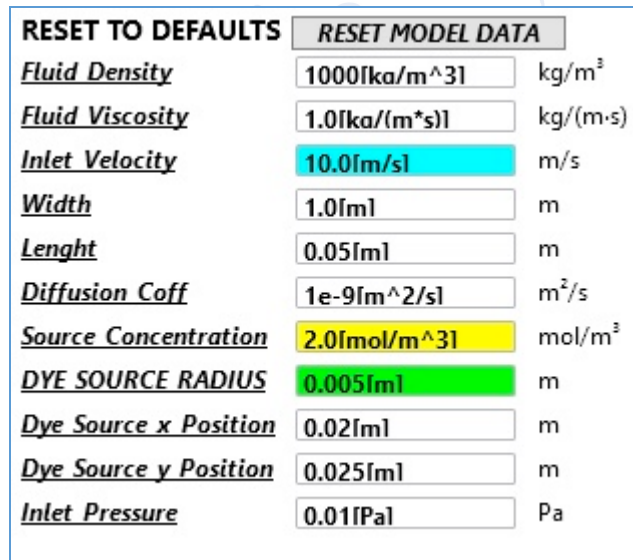 RESET TO DEFAULTS RESET MODEL DATA
Fluid Density 1000[kg/m^3] kg/m³
Fluid Viscosity 1.0[kg/(m*s)] kg/(m·s)
Inlet Velocity 10.0[m/s] m/s
Width 1.0[m] m
Lenght 0.05[m] m
Diffusion Coff 1e-9[m^2/s] m²/s
Source Concentration 2.0[mol/m^3] mol/m³
DYE SOURCE RADIUS 0.005[m] m
Dye Source x Position 0.02[m] m
Dye Source y Position 0.025[m] m
Inlet Pressure 0.01[Pa] Pa